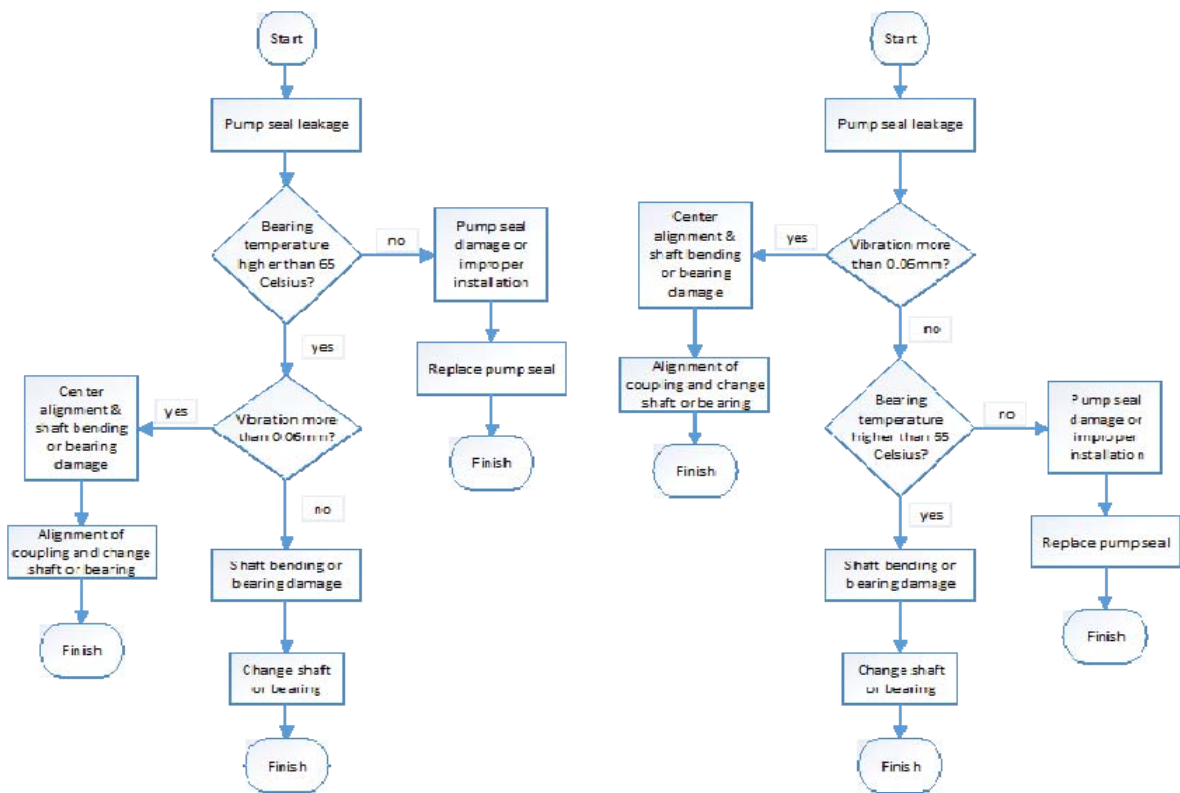 Start
Pump seal leakage
Bearing
temperature
higher than 65
Celsius?
no
Pump seal
damage or
improper
installation
Replace pump seal
Finish
yes
Vibration more
than 0.06mm?
yes
Center
alignment &
shaft bending
or bearing
damage
Alignment of
coupling and change
shaft or bearing
Finish
no
Shaft bending or
bearing damage
Change shaft
or bearing
Finish
Start
Pump seal leakage
Vibration more
than 0.06mm?
yes
Center
alignment &
shaft bending
or bearing
damage
Alignment of
coupling and change
shaft or bearing
Finish
no
Bearing
temperature
higher than 55
Celsius?
no
Pump seal
damage or
improper
installation
Replace pump seal
Finish
yes
Shaft bending or
bearing damage
Change shaft
or bearing
Finish